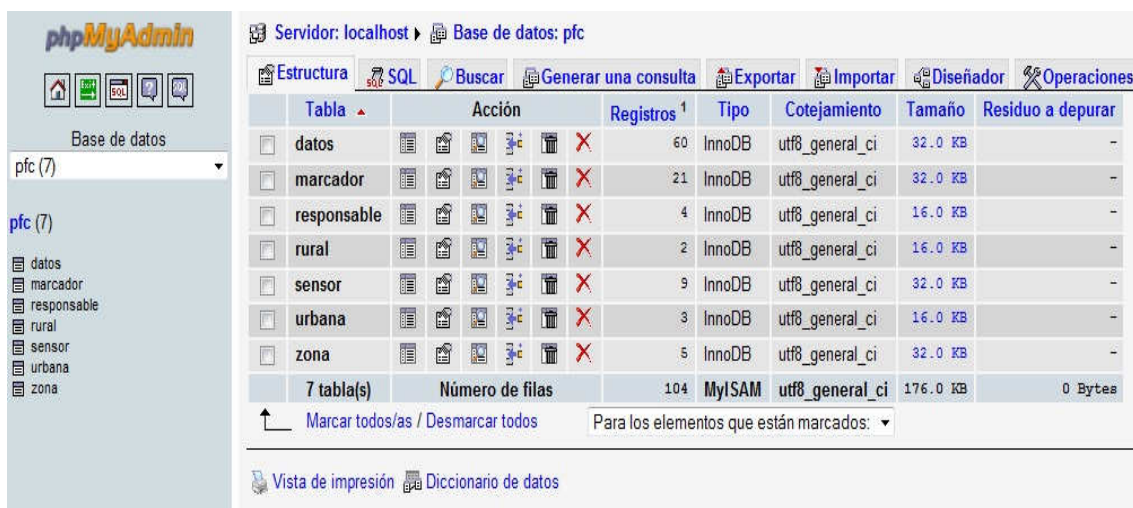 phpMyAdmin
Base de datos
pfc (7)
pfc (7)
datos
marcador
responsable
rural
sensor
urbana
zona
Servidor: localhost Base de datos: pfc
Estructura SQL Buscar Generar una consulta Exportar Importar Diseñador Operaciones
Tabla Acción Registros 1 Tipo Cotejamiento Tamaño Residuo a depurar
datos 60 InnoDB utf8_general_ci 32.0 KB -
marcador 21 InnoDB utf8_general_ci 32.0 KB -
responsable 4 InnoDB utf8_general_ci 16.0 KB -
rural 2 InnoDB utf8_general_ci 16.0 KB -
sensor 9 InnoDB utf8_general_ci 32.0 KB -
urbana 3 InnoDB utf8_general_ci 16.0 KB -
zona 5 InnoDB utf8_general_ci 32.0 KB -
7 tabla(s) Número de filas 104 MyISAM utf8_general_ci 176.0 KB 0 Bytes
Marcar todos/as / Desmarcar todos Para los elementos que están marcados:
Vista de impresión Diccionario de datos